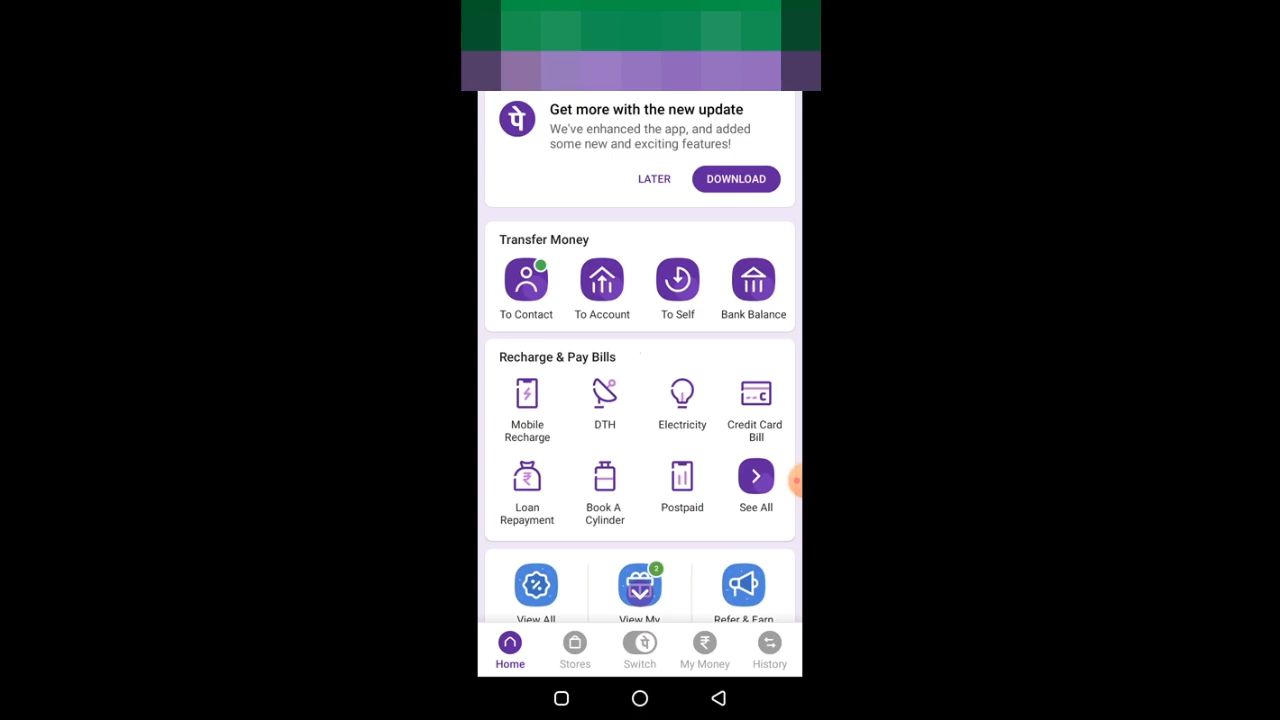 पे
Get more with the new update
We've enhanced the app, and added
some new and exciting features!
LATER
DOWNLOAD
Transfer Money
To Contact
To Account
To Self
Bank Balance
Recharge & Pay Bills
Mobile
Recharge
DTH
Electricity
Credit Card
Bill
Loan
Repayment
Book A
Cylinder
Postpaid
See All
2
View All
View My
Refer & Earn
पे
Home
Stores
Switch
My Money
History